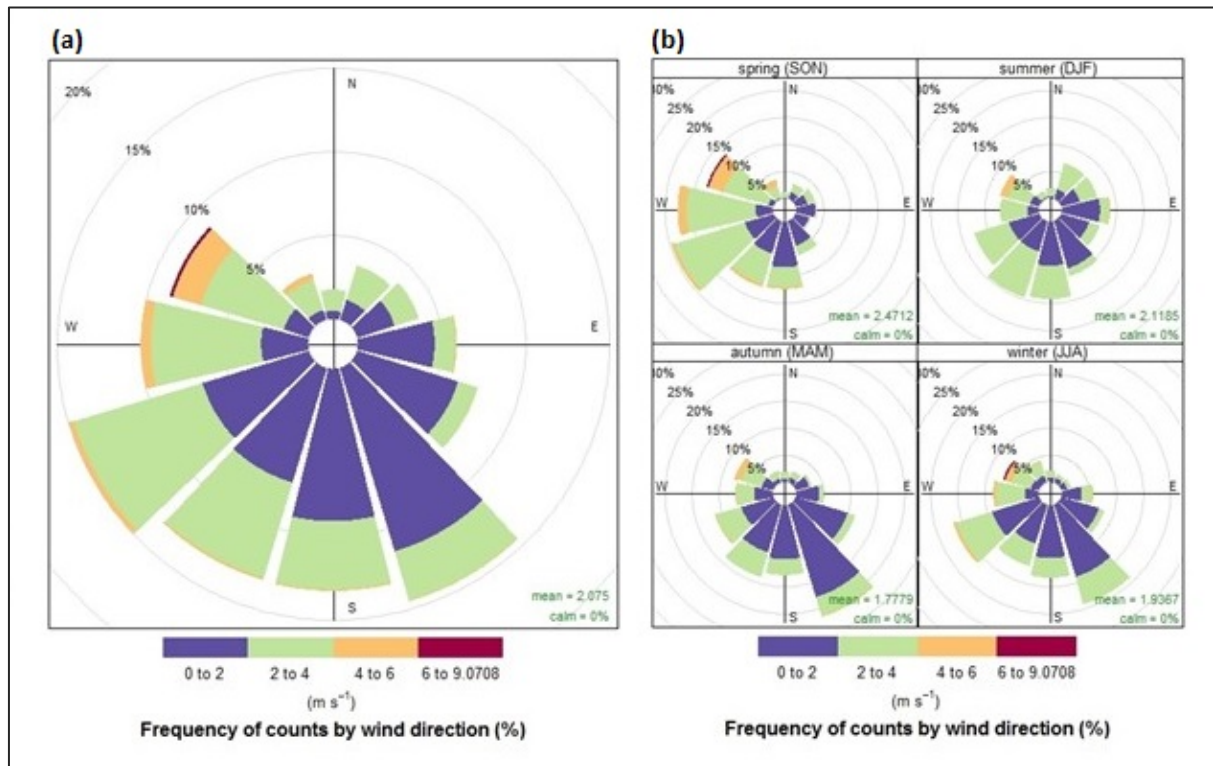 (a)
20%
15%
10%
5%
N
W
E
S
mean = 2.075
calm = 0%
0 to 2
2 to 4
4 to 6
6 to 9.0708
(m s⁻¹)
Frequency of counts by wind direction (%)
(b)
spring (SON)
25%
20%
15%
10%
5%
N
W
E
S
mean = 2.4712
calm = 0%
summer (DJF)
25%
20%
15%
10%
5%
N
W
E
S
mean = 2.1185
calm = 0%
autumn (MAM)
25%
20%
15%
10%
5%
N
W
E
S
mean = 1.7779
calm = 0%
winter (JJA)
25%
20%
15%
10%
5%
N
W
E
S
mean = 1.9367
calm = 0%
0 to 2
2 to 4
4 to 6
6 to 9.0708
(m s⁻¹)
Frequency of counts by wind direction (%)